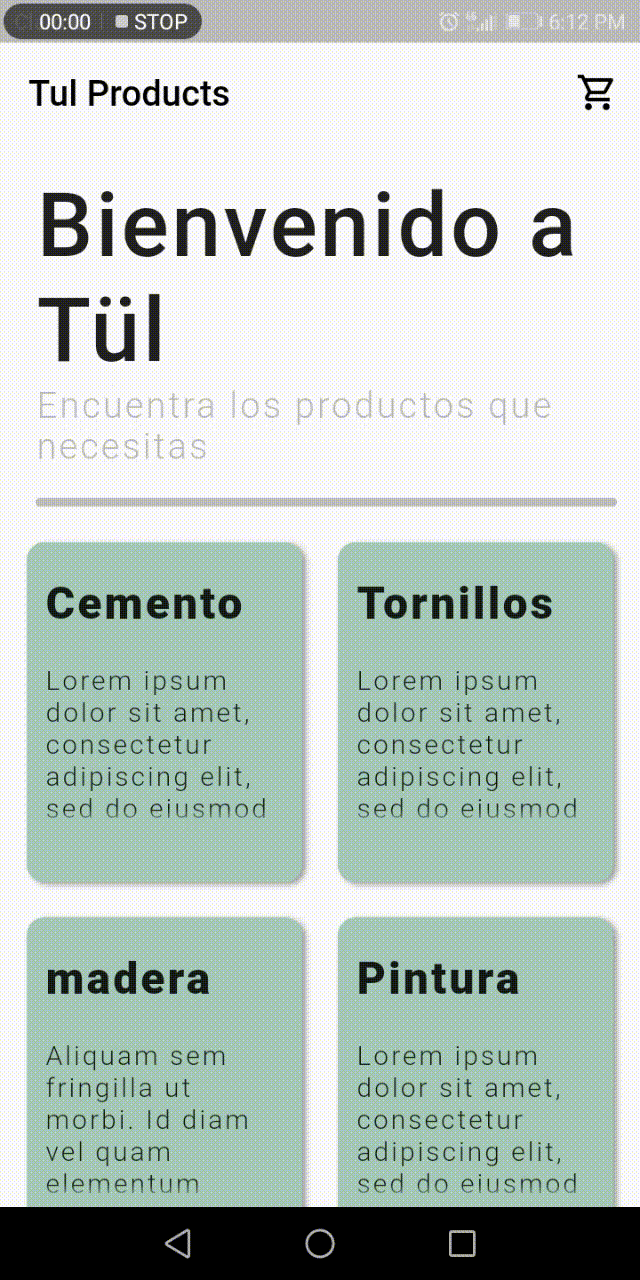 00:00 STOP 6:12 PM
Tul Products
Bienvenido a
Tül
Encuentra los productos que
necesitas
Cemento
Lorem ipsum
dolor sit amet,
consectetur
adipiscing elit,
sed do eiusmod
Tornillos
Lorem ipsum
dolor sit amet,
consectetur
adipiscing elit,
sed do eiusmod
madera
Aliquam sem
fringilla ut
morbi. Id diam
vel quam
elementum
Pintura
Lorem ipsum
dolor sit amet,
consectetur
adipiscing elit,
sed do eiusmod